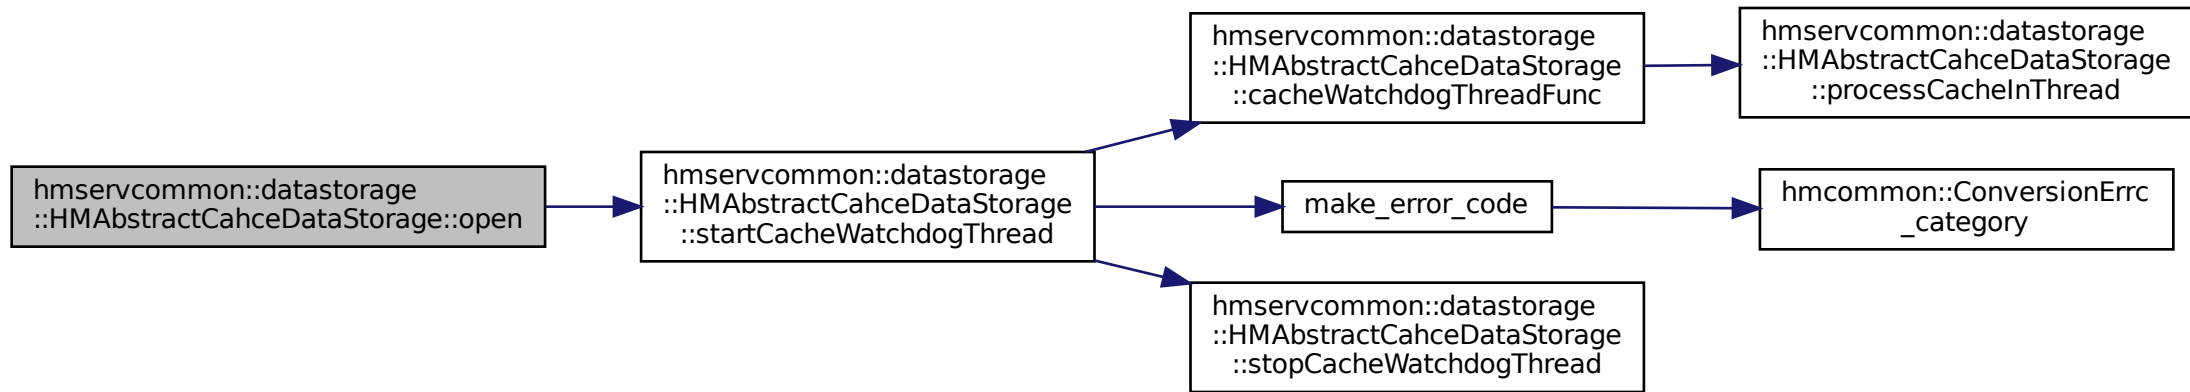 hmservcommon::datastorage
::HMAbstractCahceDataStorage::open
hmservcommon::datastorage
::HMAbstractCahceDataStorage
::startCacheWatchdogThread
hmservcommon::datastorage
::HMAbstractCahceDataStorage
::cacheWatchdogThreadFunc
hmservcommon::datastorage
::HMAbstractCahceDataStorage
::processCacheInThread
make_error_code
hmcommon::ConversionErrc
_category
hmservcommon::datastorage
::HMAbstractCahceDataStorage
::stopCacheWatchdogThread